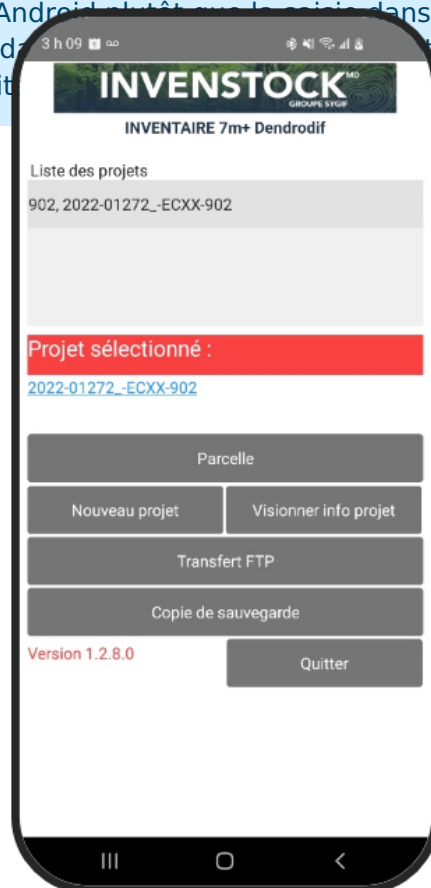 Android plutôt que la saisie dans
3 h 09
INVENSTOCK MD
GROUPE SYGIF
INVENTAIRE 7m+ Dendrodif
Liste des projets
902, 2022-01272_-ECXX-902
Projet sélectionné :
2022-01272_-ECXX-902
Parcelle
Nouveau projet Visionner info projet
Transfert FTP
Copie de sauvegarde
Version 1.2.8.0 Quitter